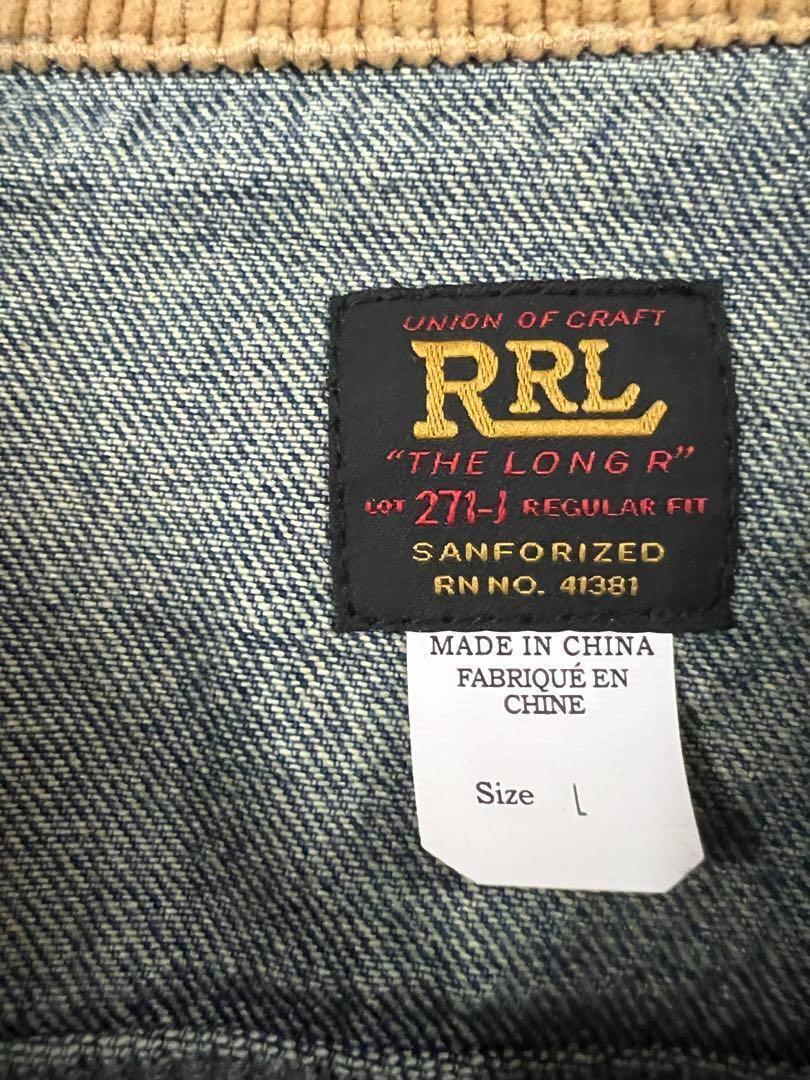 UNION OF CRAFT
RRL
"THE LONG R"
LOT 271-J REGULAR FIT
SANFORIZED
RN NO. 41381
MADE IN CHINA
FABRIQUÉ EN
CHINE
Size L